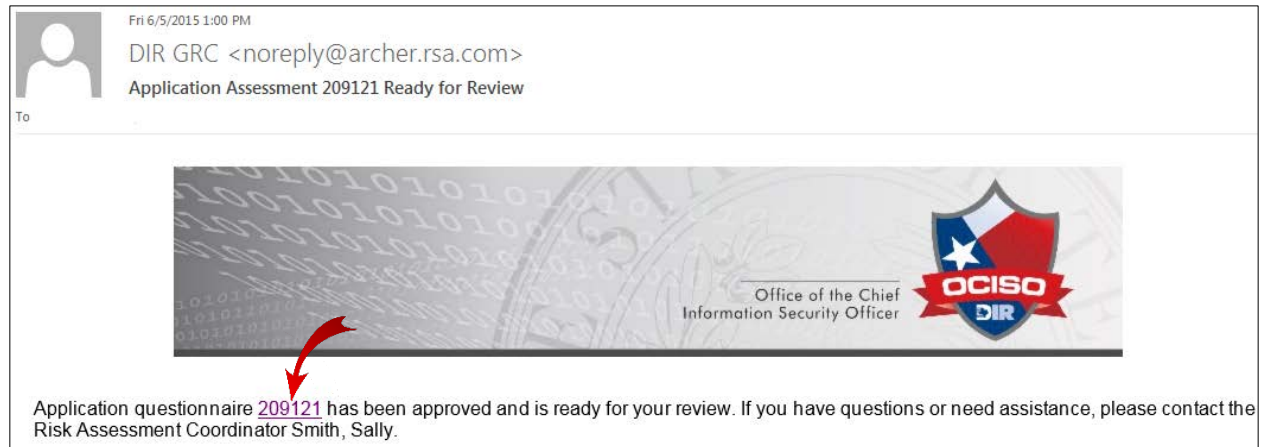 Fri 6/5/2015 1:00 PM
DIR GRC <noreply@archer.rsa.com>
Application Assessment 209121 Ready for Review
To
Office of the Chief
Information Security Officer
OCISO
DIR
Application questionnaire 209121 has been approved and is ready for your review. If you have questions or need assistance, please contact the
Risk Assessment Coordinator Smith, Sally.